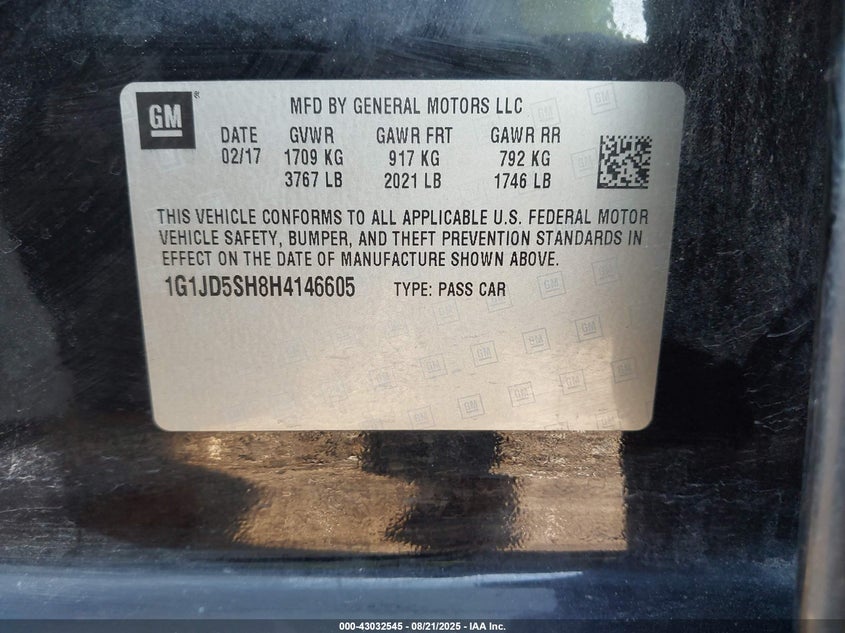 GM®
MFD BY GENERAL MOTORS LLC
DATE GVWR GAWR FRT GAWR RR
02/17 1709 KG 917 KG 792 KG
3767 LB 2021 LB 1746 LB
THIS VEHICLE CONFORMS TO ALL APPLICABLE U.S. FEDERAL MOTOR
VEHICLE SAFETY, BUMPER, AND THEFT PREVENTION STANDARDS IN
EFFECT ON THE DATE OF MANUFACTURE SHOWN ABOVE.
1G1JD5SH8H4146605 TYPE: PASS CAR
000-43032545 - 08/21/2025 - IAA Inc.